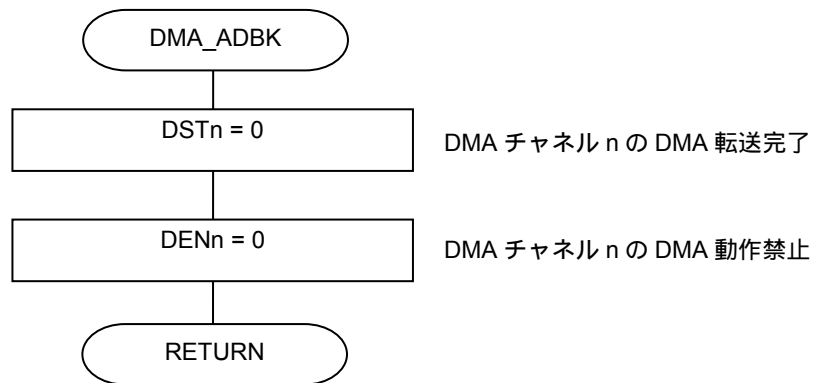 DMA_ADBK
DSTn = 0
DMA チャネル n の DMA 転送完了
DENn = 0
DMA チャネル n の DMA 動作禁止
RETURN